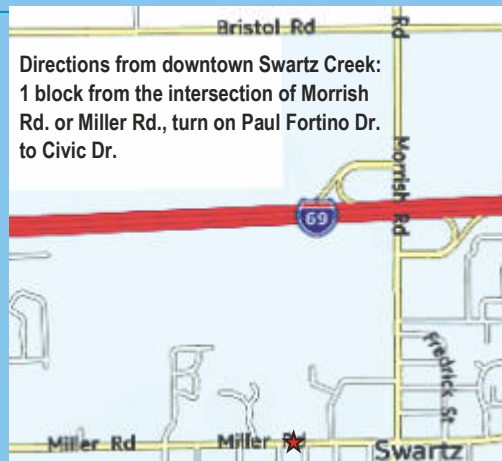 Bristol Rd
Rd
Directions from downtown Swartz Creek:
1 block from the intersection of Morrish
Rd. or Miller Rd., turn on Paul Fortino Dr.
to Civic Dr.
Morrish Rd
69
Fredrick St
Miller Rd
Miller Rd
Swartz